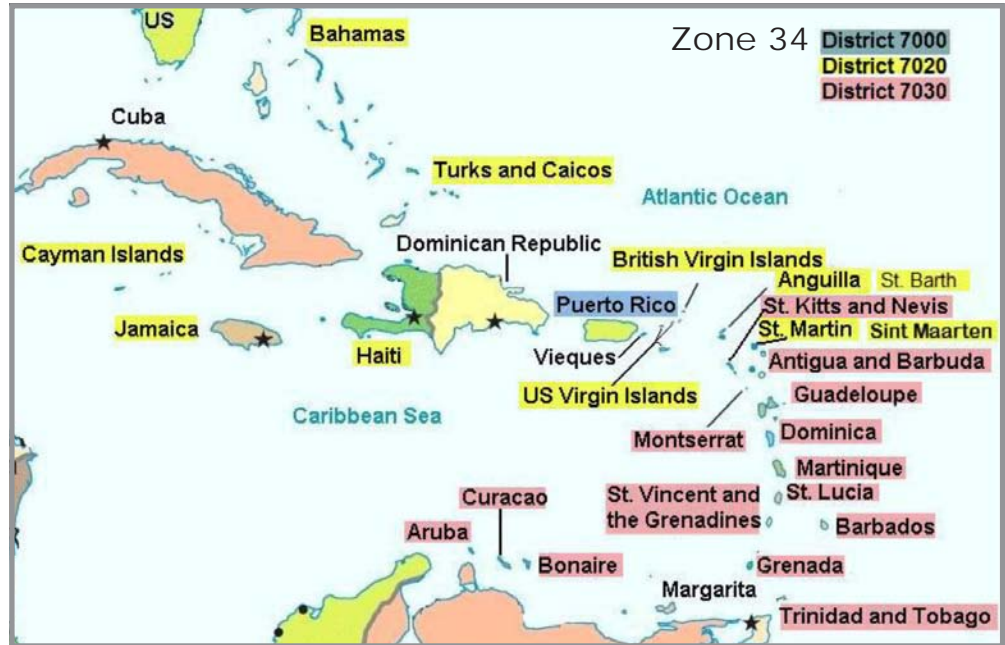 US
Bahamas
Zone 34
District 7000
District 7020
District 7030
Cuba
Turks and Caicos
Atlantic Ocean
Cayman Islands
Dominican Republic
British Virgin Islands
Anguilla
St. Barth
Puerto Rico
St. Kitts and Nevis
Jamaica
St. Martin
Sint Maarten
Haiti
Vieques
Antigua and Barbuda
US Virgin Islands
Guadeloupe
Caribbean Sea
Montserrat
Dominica
Martinique
Curacao
St. Vincent and
the Grenadines
St. Lucia
Aruba
Barbados
Bonaire
Grenada
Margarita
Trinidad and Tobago